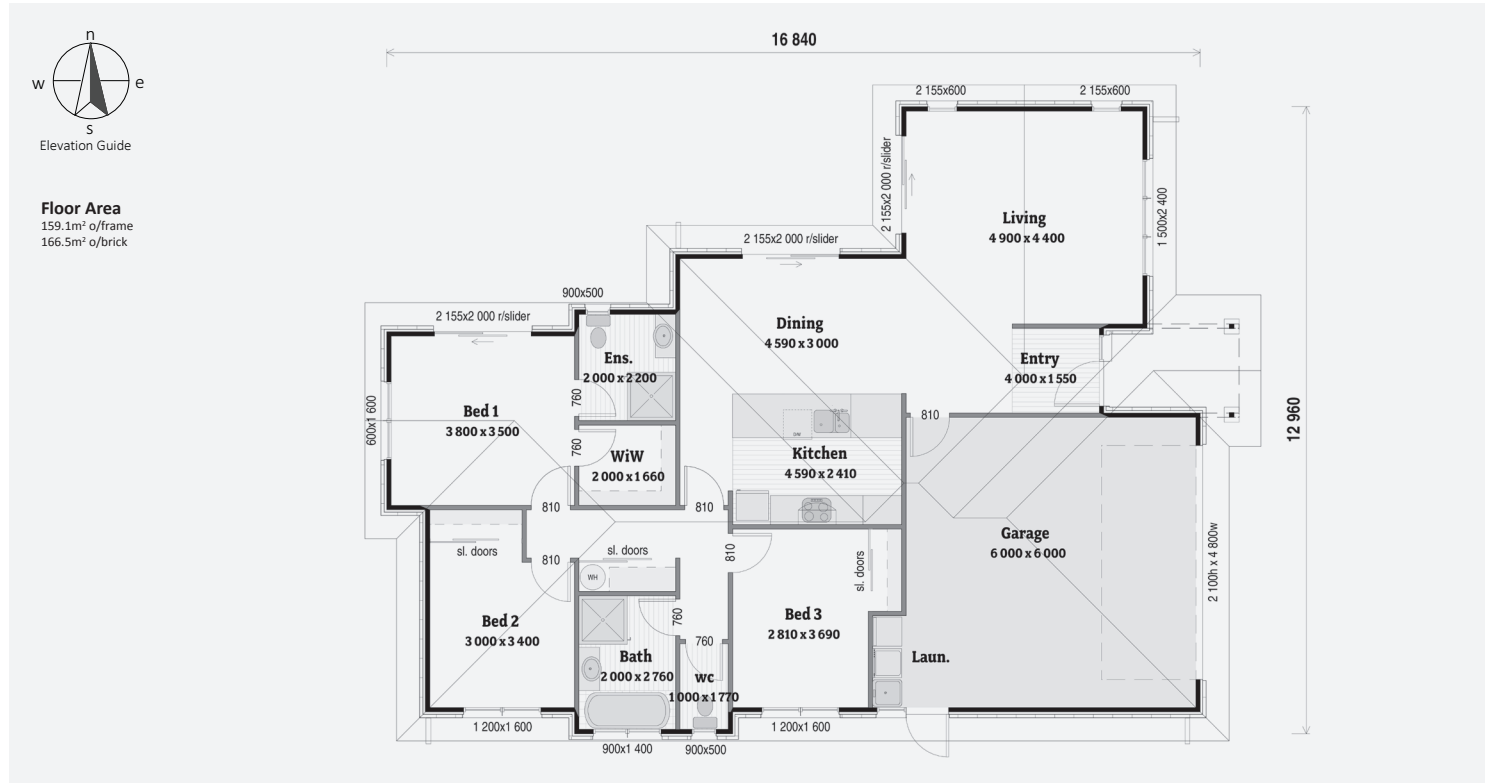 n
w
e
s
Elevation Guide
Floor Area
159.1m² o/frame
166.5m² o/brick
16 840
12 960
2 155x600
2 155x600
2 155x2 000 r/slider
Living
4 900 x 4 400
1 500x2 400
2 155x2 000 r/slider
900x500
2 155x2 000 r/slider
Dining
4 590 x 3 000
Ens.
2 000 x 2 200
760
Entry
4 000 x 1 550
600x1 600
Bed 1
3 800 x 3 500
760
WiW
2 000 x 1 660
810
Kitchen
4 590 x 2 410
DW
810
810
Garage
6 000 x 6 000
2 100h x 4 800w
sl. doors
810
sl. doors
WH
810
sl. doors
Bed 2
3 000 x 3 400
760
Bath
2 000 x 2 760
760
wc
1 000 x 1 770
Bed 3
2 810 x 3 690
Laun.
1 200x1 600
900x1 400
900x500
1 200x1 600